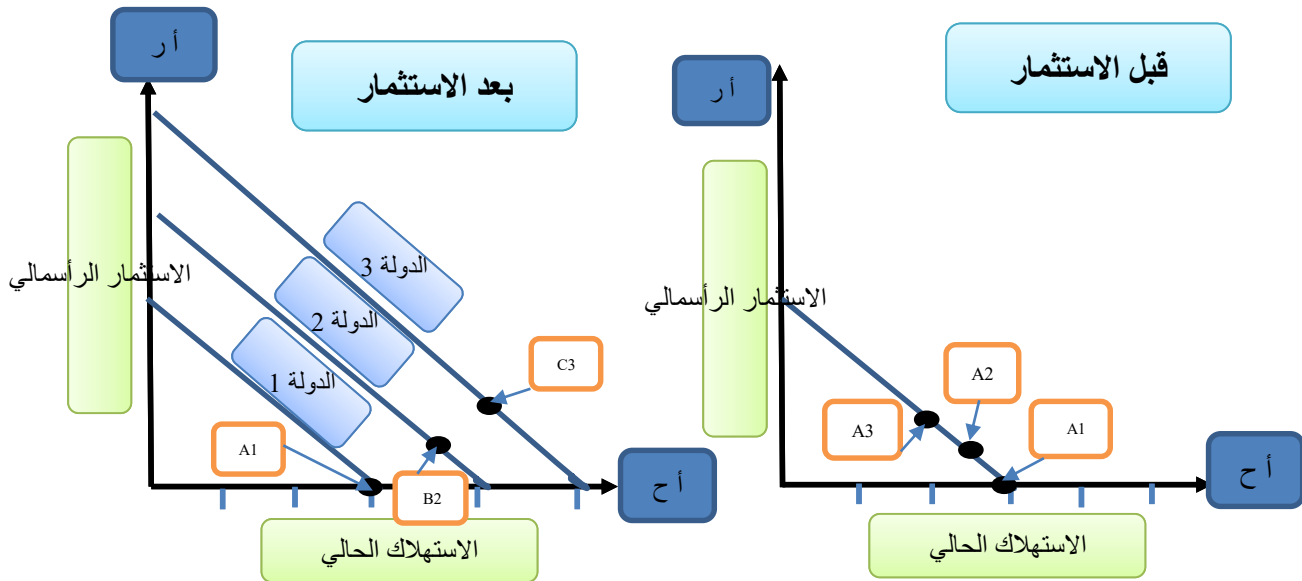 قبل الاستثمار
أ ر
الاستثمار الرأسمالي
A2
A3
A1
أ ح
الاستهلاك الحالي
بعد الاستثمار
أ ر
الاستثمار الرأسمالي
الدولة 3
الدولة 2
الدولة 1
C3
A1
B2
أ ح
الاستهلاك الحالي